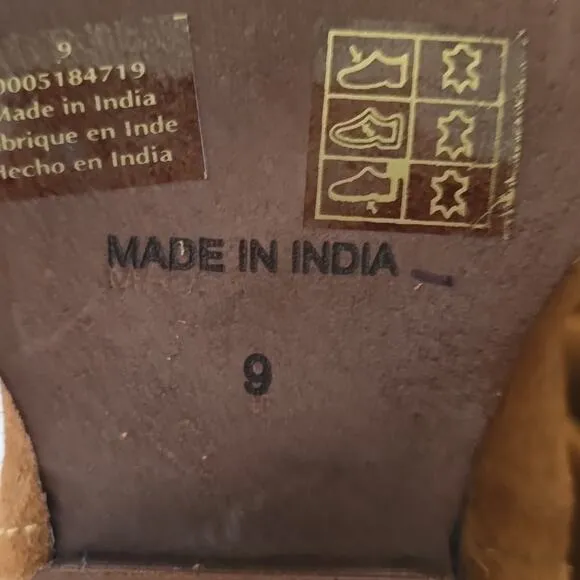 9
0005184719
Made in India
brique en Inde
Hecho en India
MADE IN INDIA
9